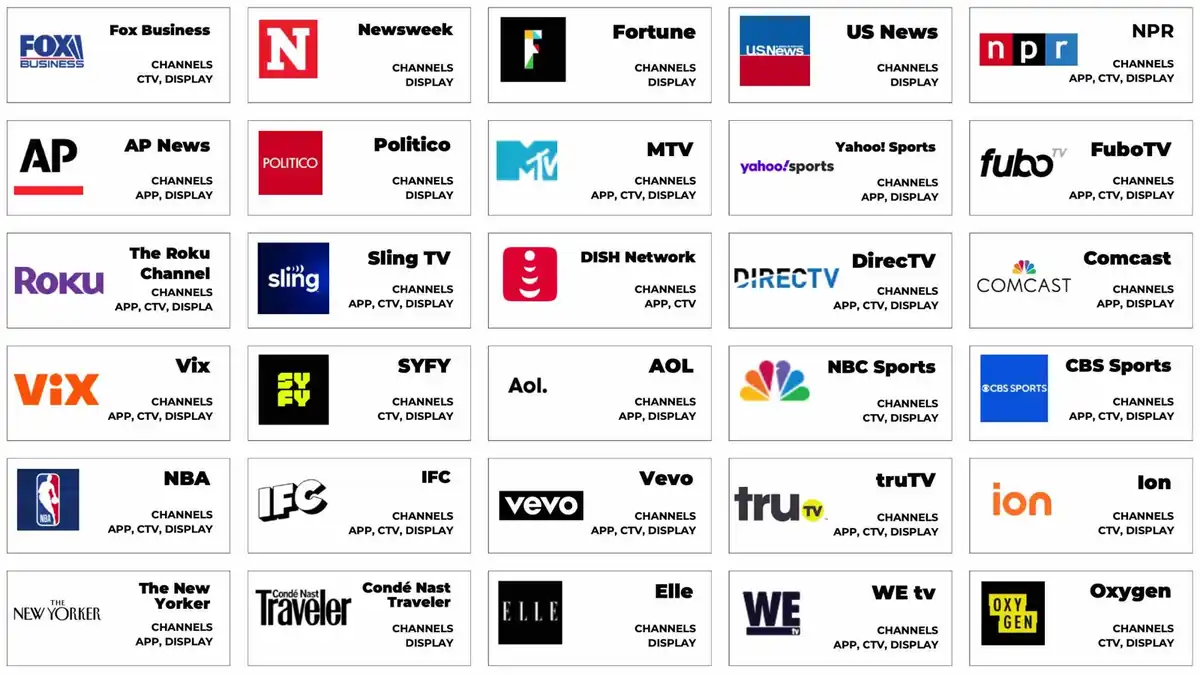 FOX
BUSINESS
Fox Business
CHANNELS
CTV, DISPLAY
N
Newsweek
CHANNELS
DISPLAY
F
Fortune
CHANNELS
DISPLAY
U.S.News
US News
CHANNELS
DISPLAY
n p r
NPR
CHANNELS
APP, CTV, DISPLAY
AP
AP News
CHANNELS
APP, DISPLAY
POLITICO
Politico
CHANNELS
DISPLAY
MTV
MTV
CHANNELS
APP, CTV, DISPLAY
yahoo!sports
Yahoo! Sports
CHANNELS
APP, DISPLAY
fubo TV
FuboTV
CHANNELS
APP, CTV, DISPLAY
ROKU
The Roku
Channel
CHANNELS
APP, CTV, DISPLA
sling
Sling TV
CHANNELS
APP, CTV, DISPLAY
DISH Network
CHANNELS
APP, CTV
DIRECTV
DirecTV
CHANNELS
APP, CTV, DISPLAY
COMCAST
Comcast
CHANNELS
APP, DISPLAY
ViX
Vix
CHANNELS
APP, CTV, DISPLAY
SY
FY
SYFY
CHANNELS
CTV, DISPLAY
Aol.
AOL
CHANNELS
APP, DISPLAY
NBC Sports
CHANNELS
CTV, DISPLAY
CBS SPORTS
CBS Sports
CHANNELS
APP, CTV, DISPLAY
NBA
NBA
CHANNELS
APP, CTV, DISPLAY
IFC
IFC
CHANNELS
APP, CTV, DISPLAY
vevo
Vevo
CHANNELS
APP, CTV, DISPLAY
tru TV
truTV
CHANNELS
APP, CTV, DISPLAY
ion
Ion
CHANNELS
CTV, DISPLAY
THE
NEW YORKER
The New
Yorker
CHANNELS
APP, DISPLAY
Condé Nast
Traveler
Condé Nast
Traveler
CHANNELS
DISPLAY
ELLE
Elle
CHANNELS
DISPLAY
WE
tv
WE tv
CHANNELS
APP, CTV, DISPLAY
OXY
GEN
Oxygen
CHANNELS
CTV, DISPLAY